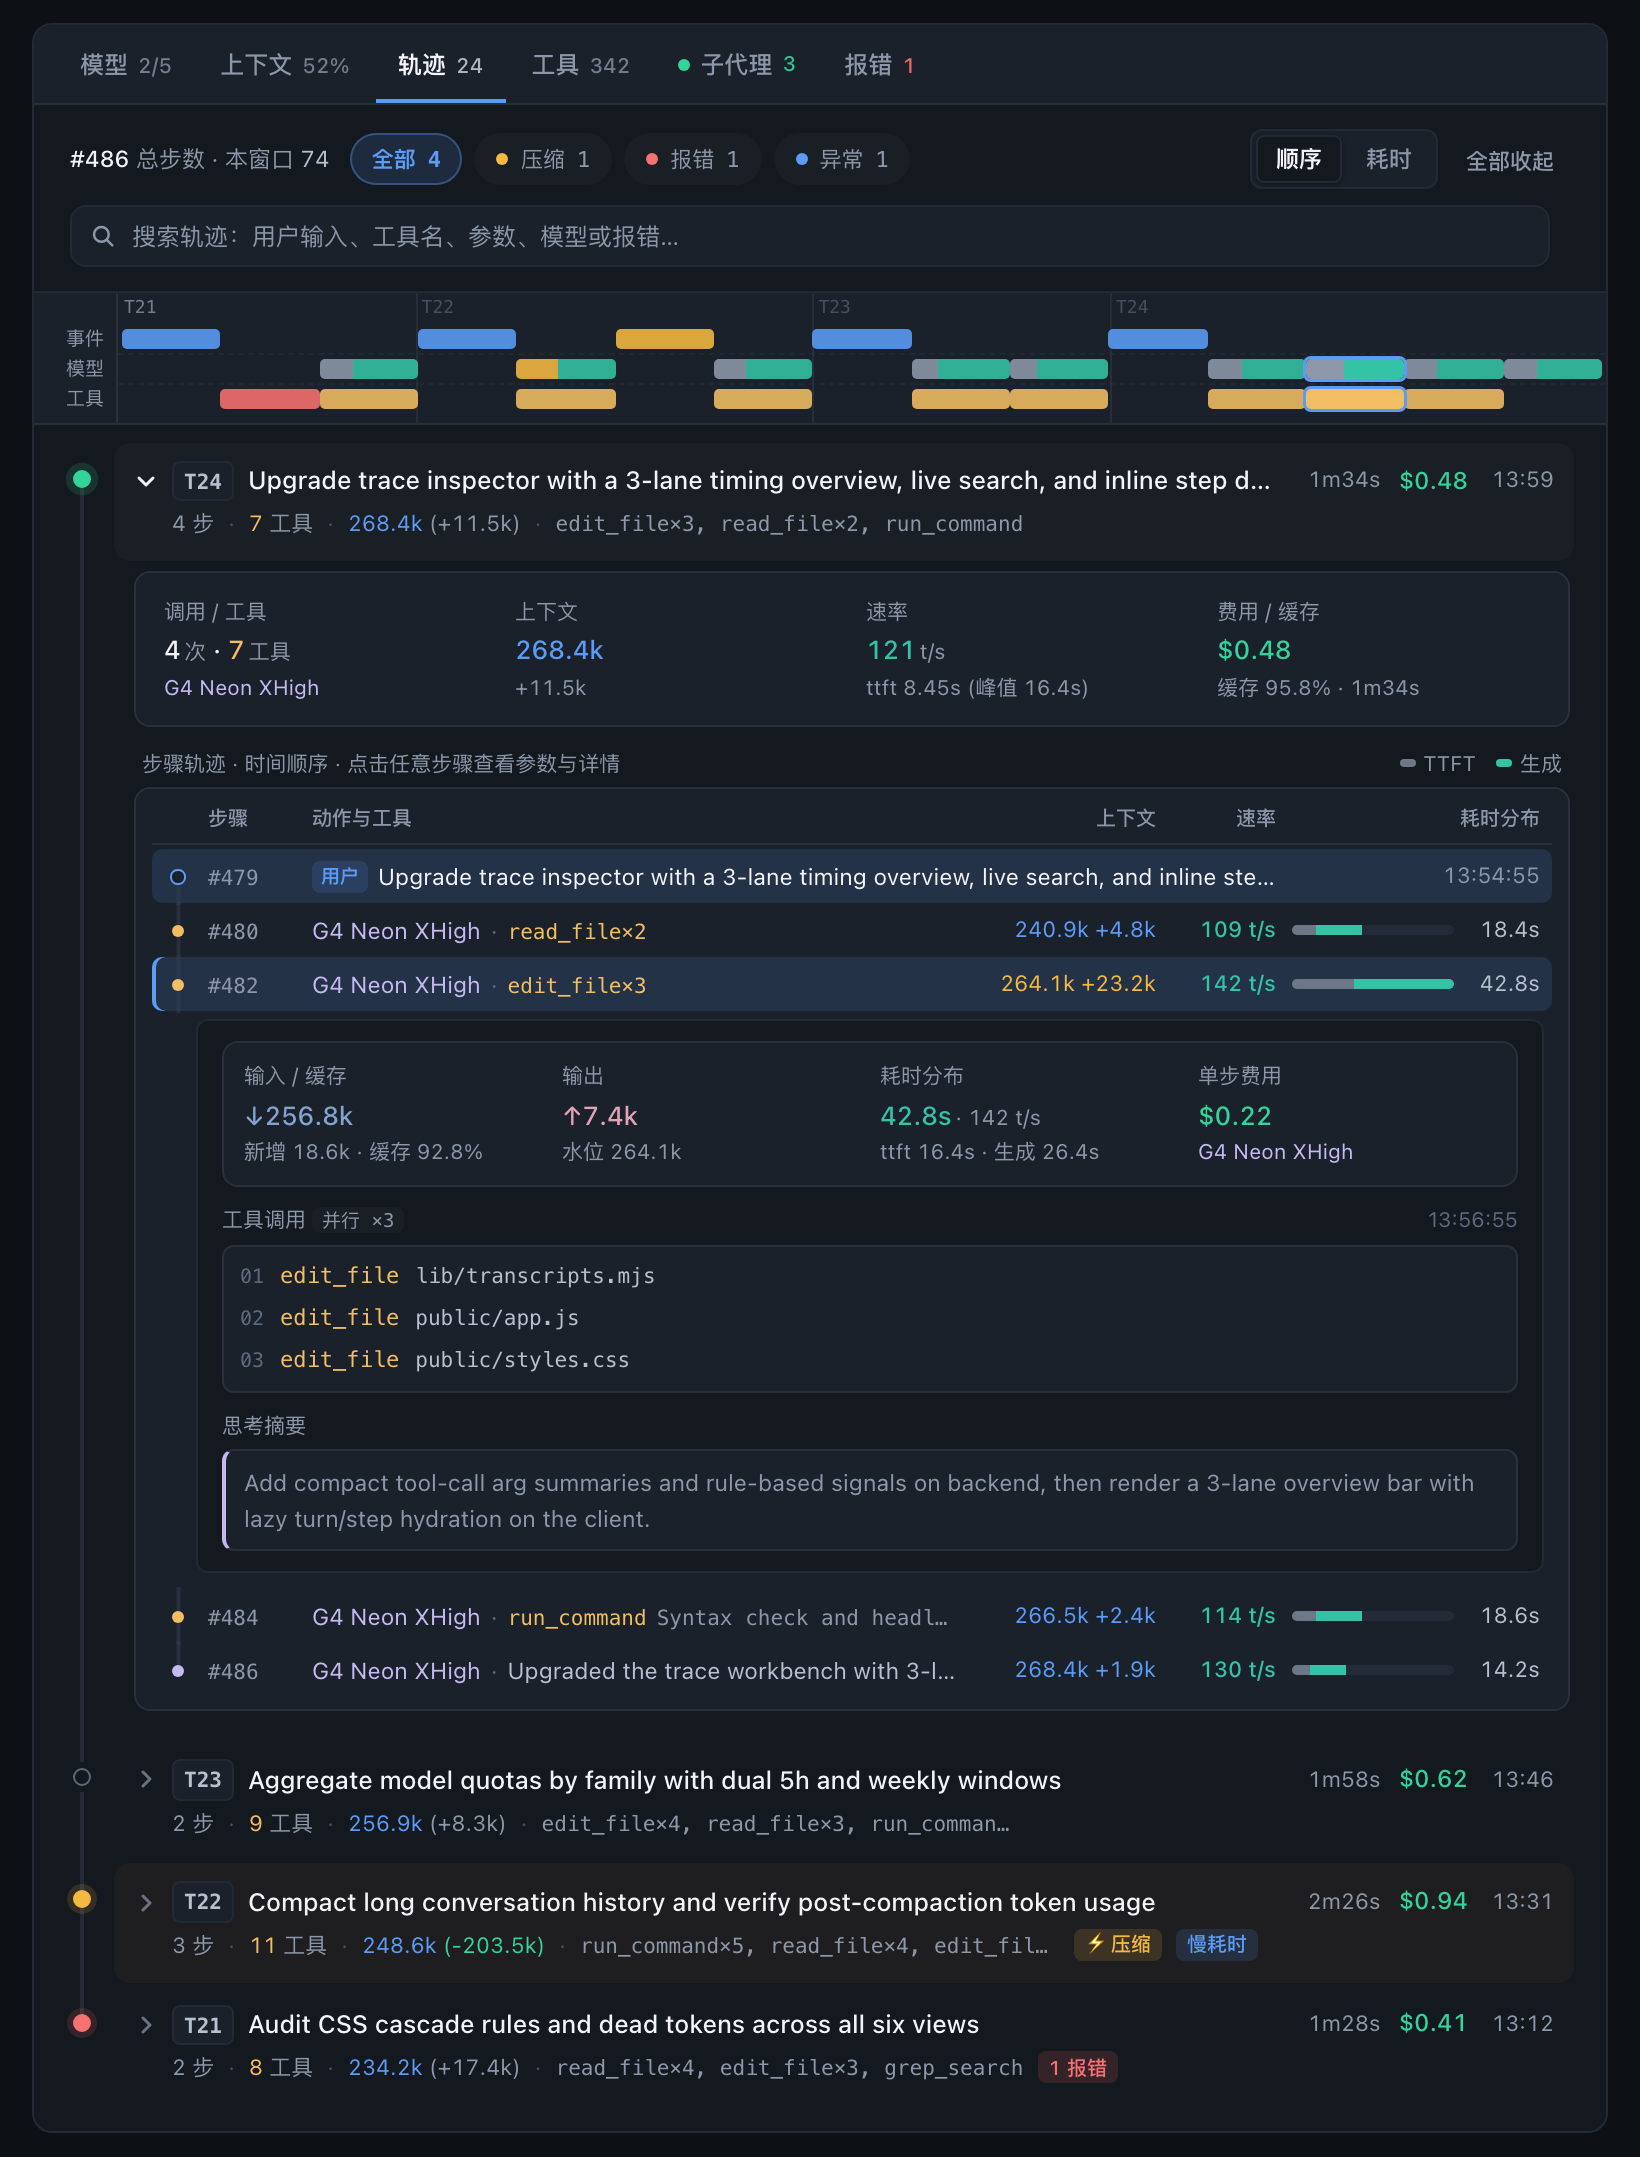 模型 2/5 上下文 52% 轨迹 24 工具 342 子代理 3 报错 1
#486 总步数 · 本窗口 74 全部 4 压缩 1 报错 1 异常 1 顺序 耗时 全部收起
搜索轨迹：用户输入、工具名、参数、模型或报错...
T21 T22 T23 T24
事件
模型
工具
T24 Upgrade trace inspector with a 3-lane timing overview, live search, and inline step d... 1m34s $0.48 13:59
4 步 · 7 工具 · 268.4k (+11.5k) · edit_file×3, read_file×2, run_command
调用 / 工具 上下文 速率 费用 / 缓存
4 次 · 7 工具 268.4k 121 t/s $0.48
G4 Neon XHigh +11.5k ttft 8.45s (峰值 16.4s) 缓存 95.8% · 1m34s
步骤轨迹 · 时间顺序 · 点击任意步骤查看参数与详情 TTFT 生成
步骤 动作与工具 上下文 速率 耗时分布
#479 用户 Upgrade trace inspector with a 3-lane timing overview, live search, and inline ste... 13:54:55
#480 G4 Neon XHigh · read_file×2 240.9k +4.8k 109 t/s 18.4s
#482 G4 Neon XHigh · edit_file×3 264.1k +23.2k 142 t/s 42.8s
输入 / 缓存 输出 耗时分布 单步费用
↓256.8k ↑7.4k 42.8s · 142 t/s $0.22
新增 18.6k · 缓存 92.8% 水位 264.1k ttft 16.4s · 生成 26.4s G4 Neon XHigh
工具调用 并行 ×3 13:56:55
01 edit_file lib/transcripts.mjs
02 edit_file public/app.js
03 edit_file public/styles.css
思考摘要
Add compact tool-call arg summaries and rule-based signals on backend, then render a 3-lane overview bar with
lazy turn/step hydration on the client.
#484 G4 Neon XHigh · run_command Syntax check and headl… 266.5k +2.4k 114 t/s 18.6s
#486 G4 Neon XHigh · Upgraded the trace workbench with 3-l... 268.4k +1.9k 130 t/s 14.2s
T23 Aggregate model quotas by family with dual 5h and weekly windows 1m58s $0.62 13:46
2 步 · 9 工具 · 256.9k (+8.3k) · edit_file×4, read_file×3, run_comman…
T22 Compact long conversation history and verify post-compaction token usage 2m26s $0.94 13:31
3 步 · 11 工具 · 248.6k (-203.5k) · run_command×5, read_file×4, edit_fil… ⚡压缩 慢耗时
T21 Audit CSS cascade rules and dead tokens across all six views 1m28s $0.41 13:12
2 步 · 8 工具 · 234.2k (+17.4k) · read_file×4, edit_file×3, grep_search 1 报错